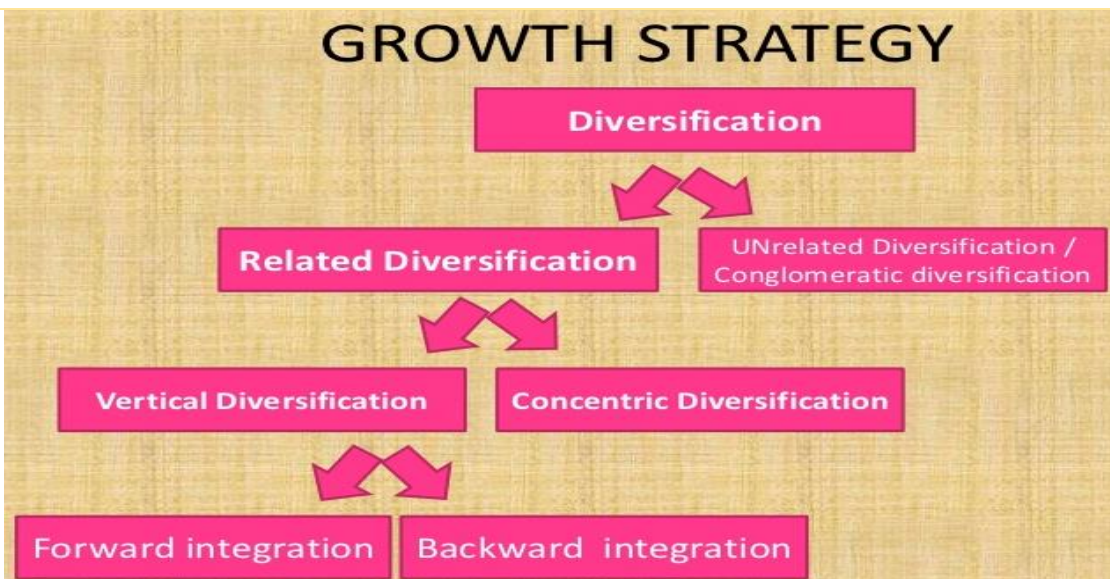 GROWTH STRATEGY
Diversification
Related Diversification
UNrelated Diversification /
Conglomeratic diversification
Vertical Diversification
Concentric Diversification
Forward integration
Backward integration